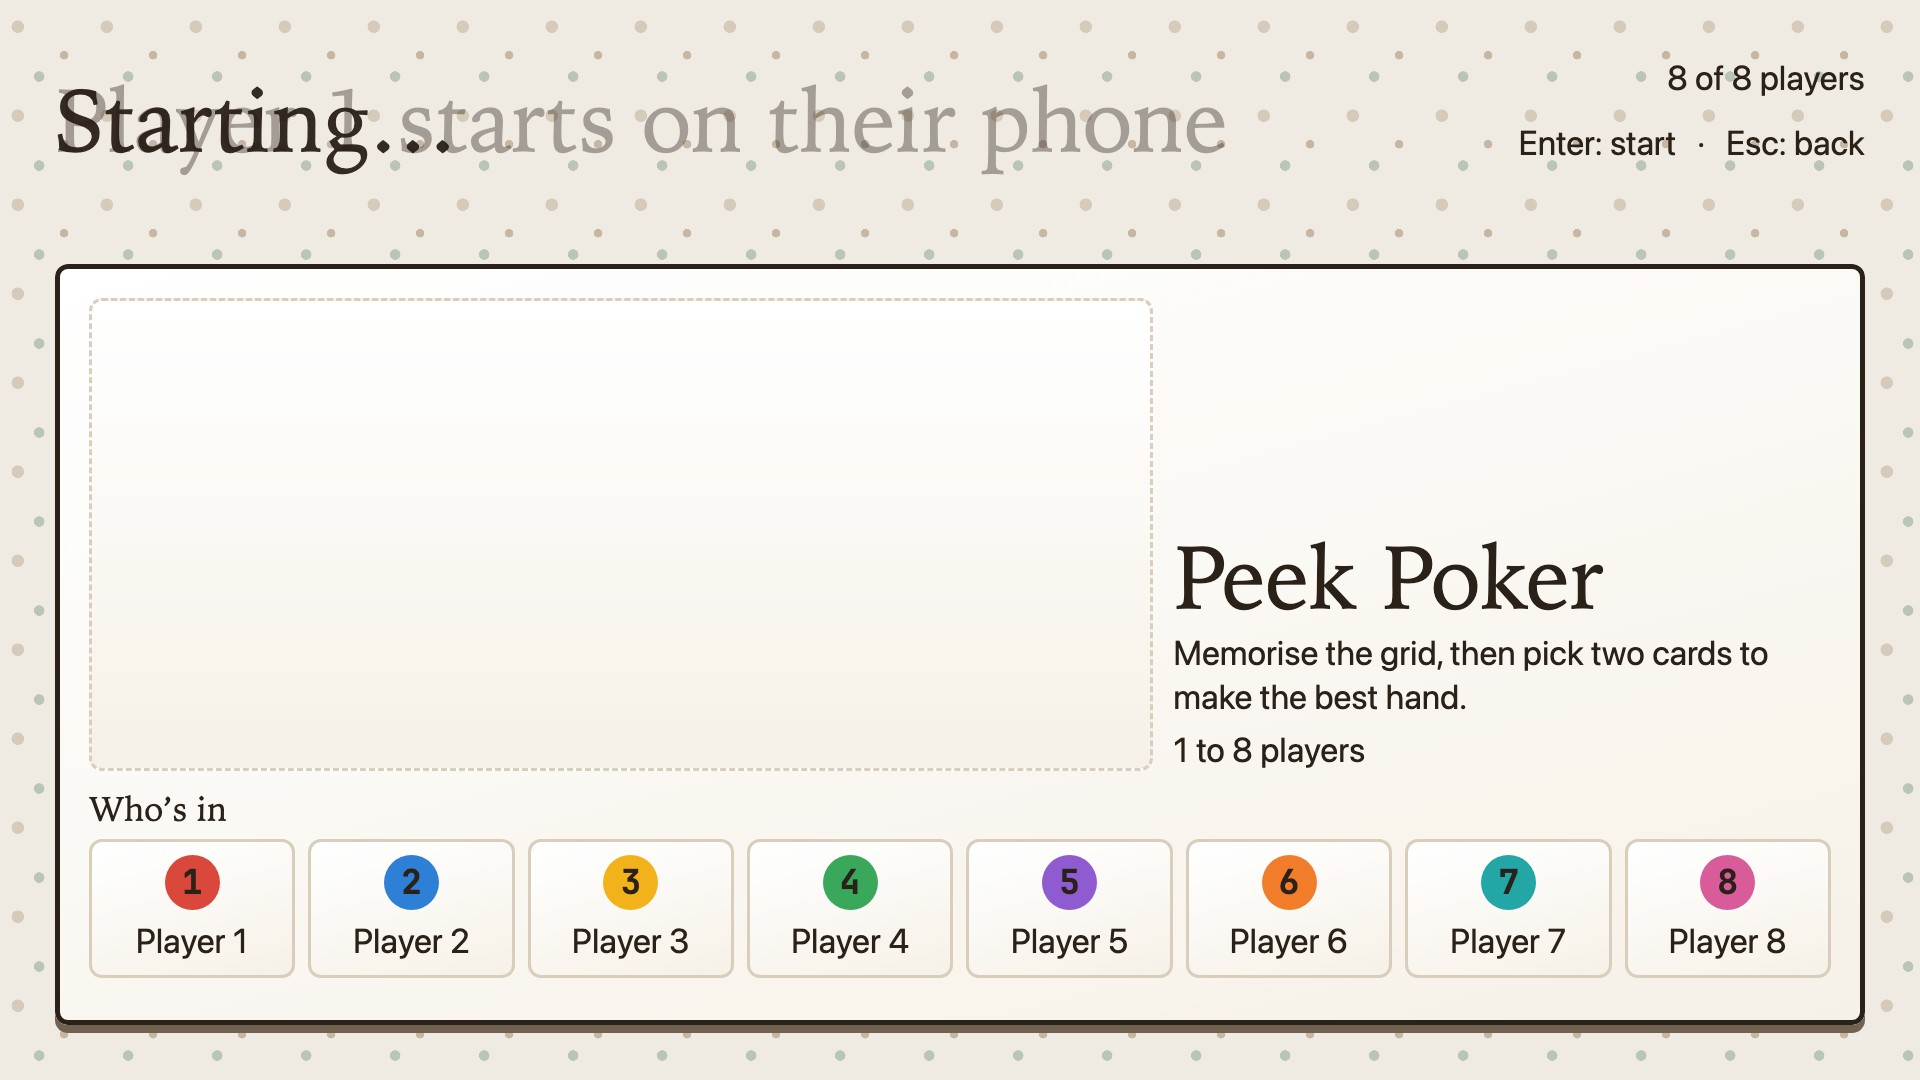 Starting...
Player 1 starts on their phone
8 of 8 players
Enter: start · Esc: back
Peek Poker
Memorise the grid, then pick two cards to
make the best hand.
1 to 8 players
Who’s in
1 2 3 4 5 6 7 8
Player 1 Player 2 Player 3 Player 4 Player 5 Player 6 Player 7 Player 8